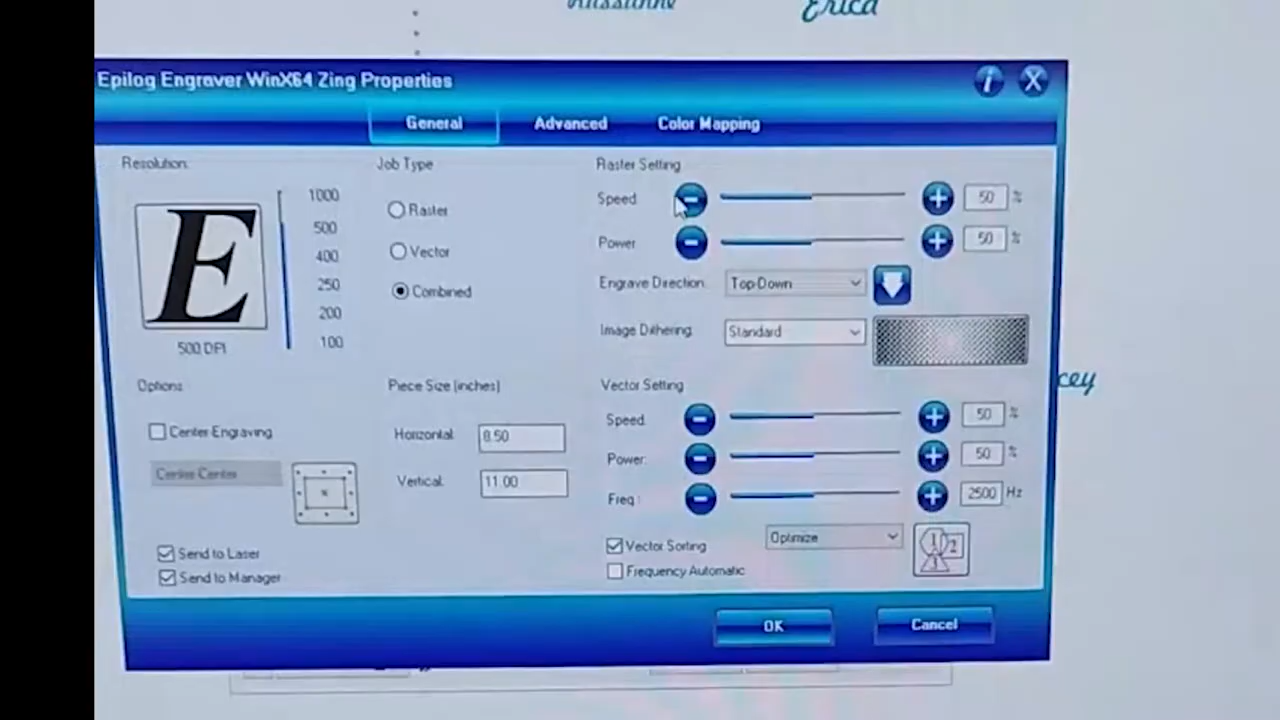 Erica
Epilog Engraver WinX64 Zing Properties
General Advanced Color Mapping
Resolution:
1000
500
400
250
200
100
500 DPI
Job Type
Raster
Vector
Combined
Raster Setting
Speed 50 %
Power 50 %
Engrave Direction: Top-Down
Image Dithering: Standard
Options:
Center-Engraving
Center-Center
Send to Laser
Send to Manager
Piece Size (inches)
Horizontal: 8.50
Vertical: 11.00
Vector Setting
Speed: 50 %
Power: 50 %
Freq: 2500 Hz
Vector Sorting Optimize
Frequency Automatic
OK Cancel
cey